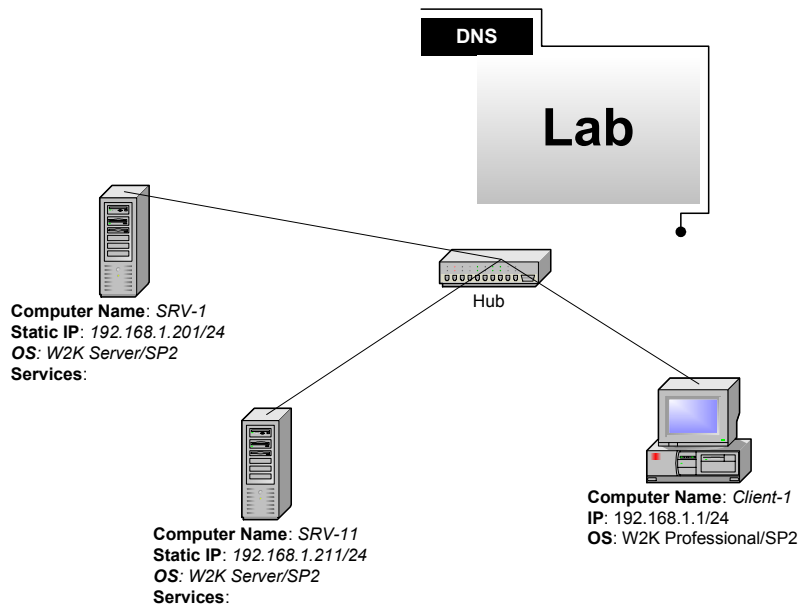 DNS
Lab
Hub
Computer Name: SRV-1
Static IP: 192.168.1.201/24
OS: W2K Server/SP2
Services:
Computer Name: SRV-11
Static IP: 192.168.1.211/24
OS: W2K Server/SP2
Services:
Computer Name: Client-1
IP: 192.168.1.1/24
OS: W2K Professional/SP2